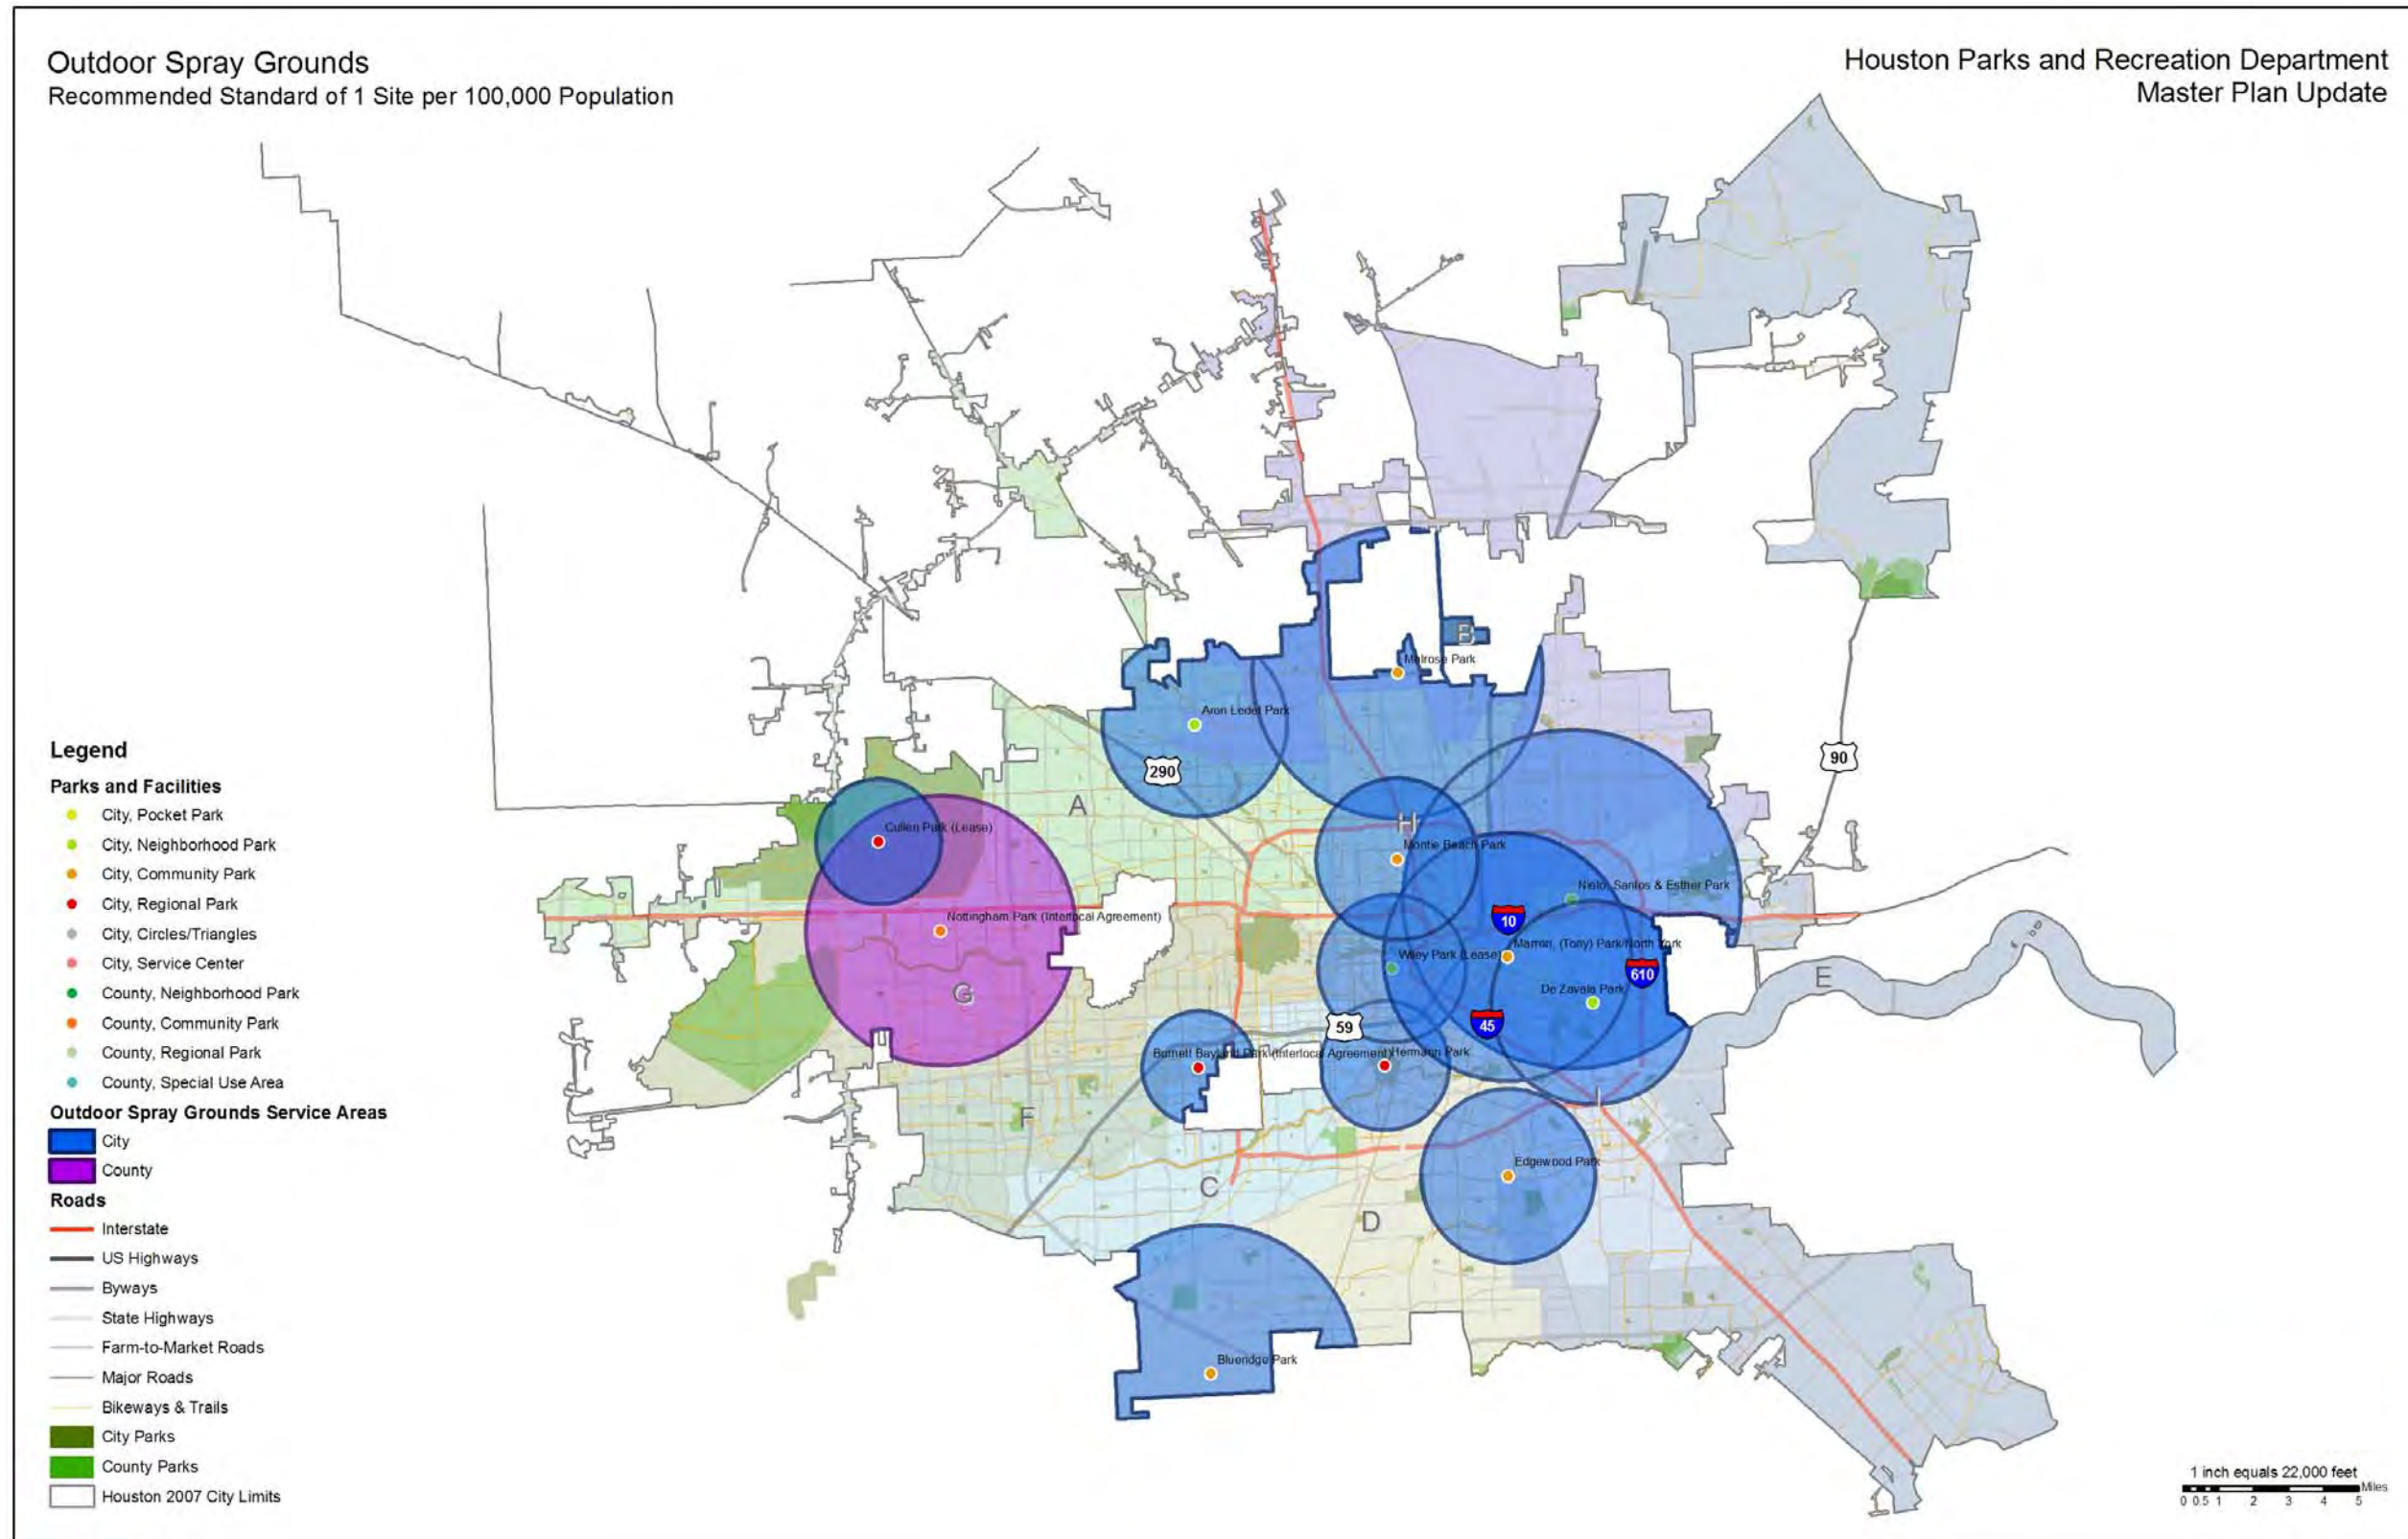 Outdoor Spray Grounds
Recommended Standard of 1 Site per 100,000 Population
Houston Parks and Recreation Department
Master Plan Update
B
Melrose Park
Aron Ledet Park
290
90
A
Cullen Park (Lease)
H
Montie Beach Park
Nieto, Santos & Esther Park
Nottingham Park (Interlocal Agreement)
10
Marron, (Tony) Park/North York
Wiley Park (Lease)
610
E
G
De Zavala Park
59
45
Burnett Bayland Park (Interlocal Agreement)
Hermann Park
I
F
Edgewood Park
C
D
Blueridge Park
Legend
Parks and Facilities
City, Pocket Park
City, Neighborhood Park
City, Community Park
City, Regional Park
City, Circles/Triangles
City, Service Center
County, Neighborhood Park
County, Community Park
County, Regional Park
County, Special Use Area
Outdoor Spray Grounds Service Areas
City
County
Roads
Interstate
US Highways
Byways
State Highways
Farm-to-Market Roads
Major Roads
Bikeways & Trails
City Parks
County Parks
Houston 2007 City Limits
1 inch equals 22,000 feet
Miles
0 0.5 1 2 3 4 5